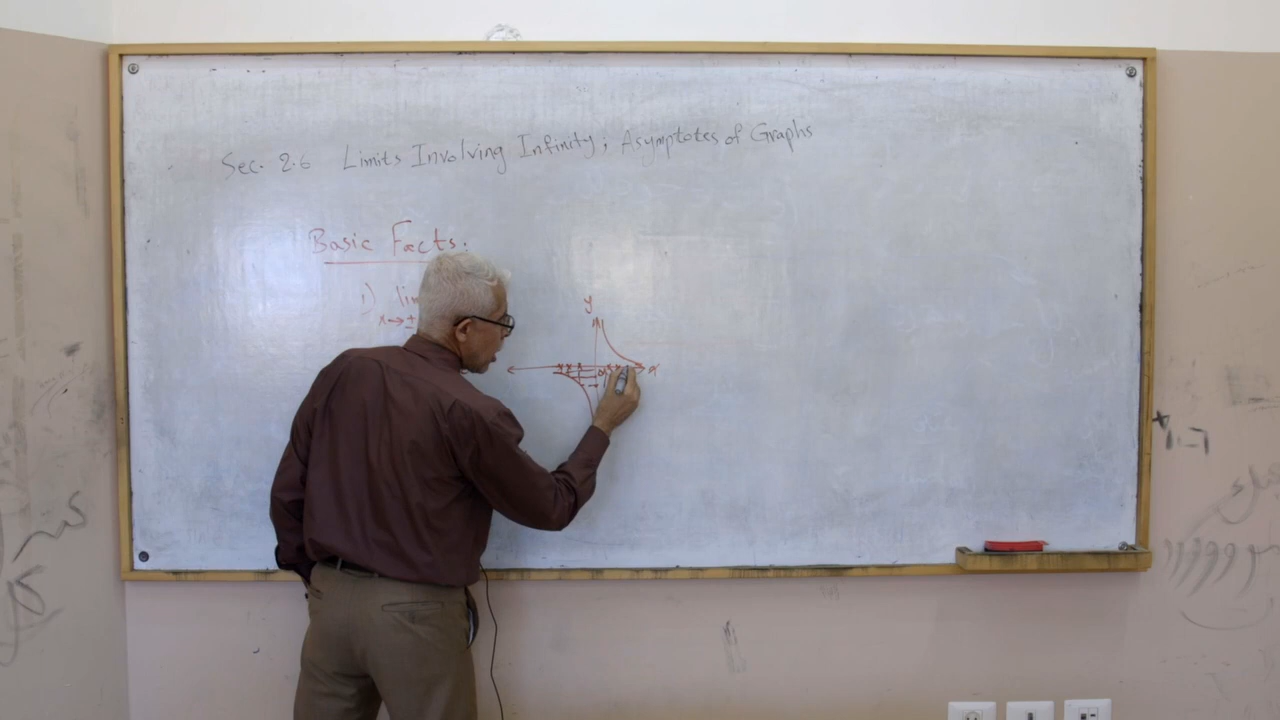 Sec. 2.6 Limits Involving Infinity; Asymptotes of Graphs
Basic Facts:
1) lim
x→±
y
x